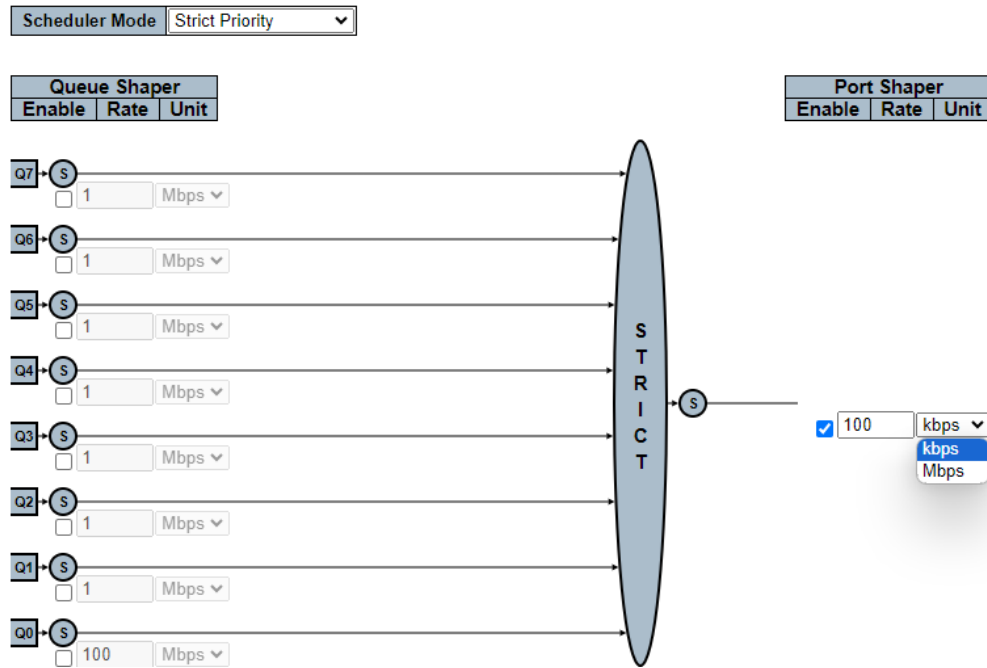 Scheduler Mode Strict Priority
Queue Shaper
Enable Rate Unit
Port Shaper
Enable Rate Unit
Q7 S
1 Mbps
Q6 S
1 Mbps
Q5 S
1 Mbps
Q4 S
1 Mbps
Q3 S
1 Mbps
Q2 S
1 Mbps
Q1 S
1 Mbps
Q0 S
100 Mbps
STRICT
S
100 kbps
kbps
Mbps